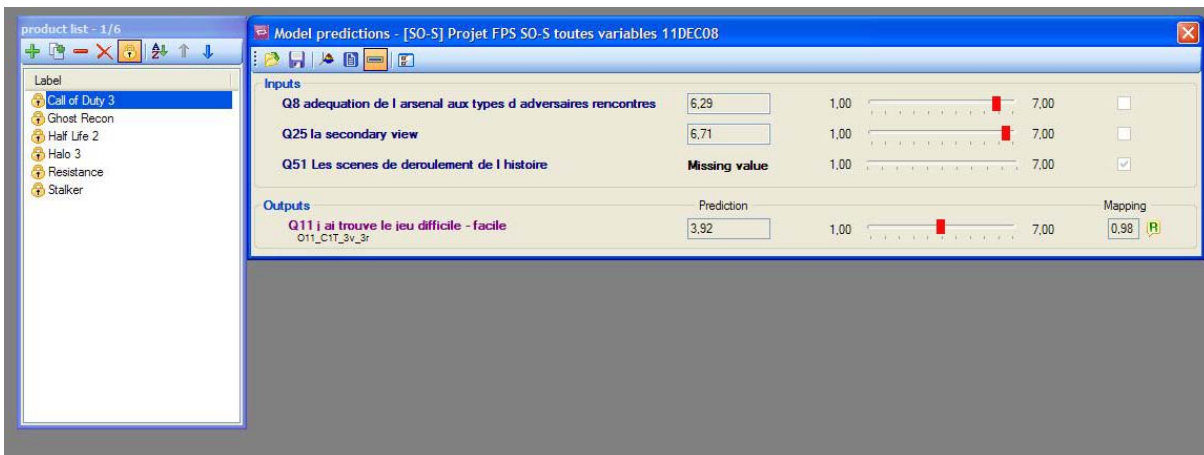 product list - 1/6
Label
Call of Duty 3
Ghost Recon
Half Life 2
Halo 3
Resistance
Stalker
Model predictions - [SO-S] Projet FPS SO-S toutes variables 11DEC08
Inputs
Q8 adequation de l arsenal aux types d adversaires rencontres 6,29 1,00 7,00
Q25 la secondary view 6,71 1,00 7,00
Q51 Les scenes de deroulement de l histoire Missing value 1,00 7,00
Outputs Prediction Mapping
Q11 j ai trouve le jeu difficile - facile 3,92 1,00 7,00 0,98 R
O11_C1T_3v_3r